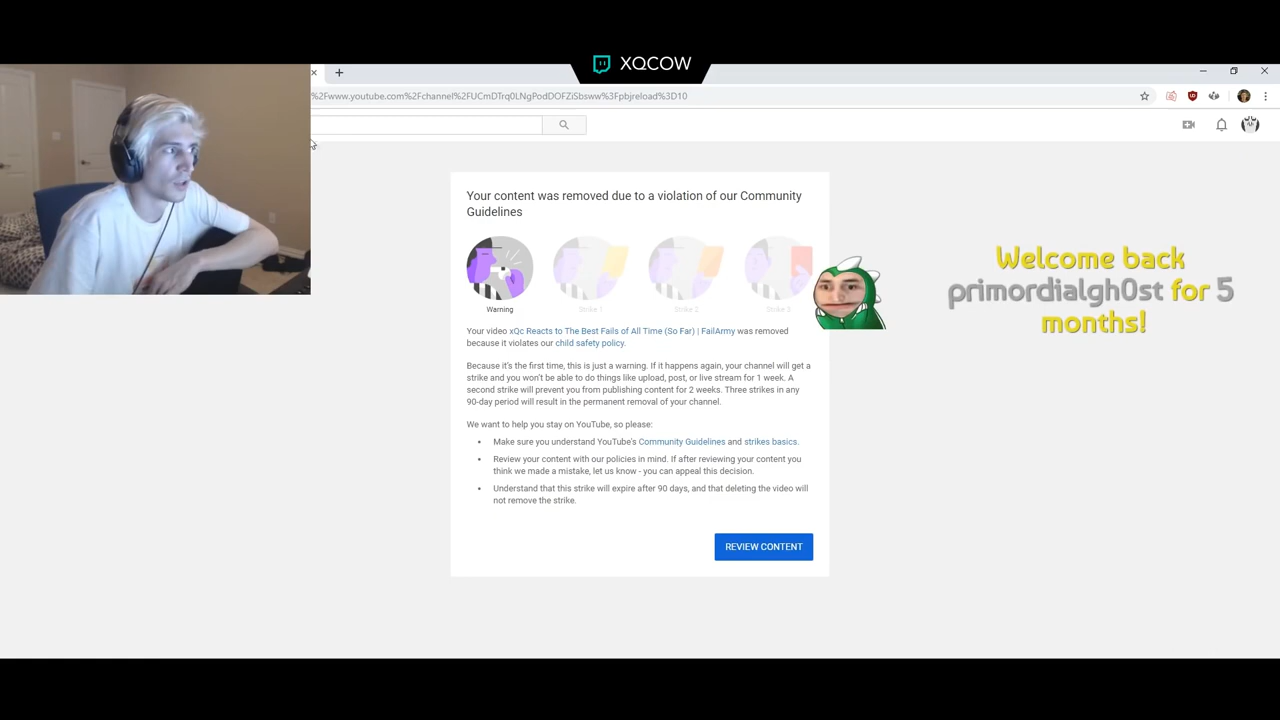 XQCOW
%2Fwww.youtube.com%2Fchannel%2FUCmDTrq0LNgPodDOFZiSbsww%3Fpbjreload%3D10
Your content was removed due to a violation of our Community
Guidelines
Warning
Strike 1
Strike 2
Strike 3
Your video xQc Reacts to The Best Fails of All Time (So Far) | FailArmy was removed
because it violates our child safety policy.
Because it's the first time, this is just a warning. If it happens again, your channel will get a
strike and you won't be able to do things like upload, post, or live stream for 1 week. A
second strike will prevent you from publishing content for 2 weeks. Three strikes in any
90-day period will result in the permanent removal of your channel.
We want to help you stay on YouTube, so please:
Make sure you understand YouTube's Community Guidelines and strikes basics.
Review your content with our policies in mind. If after reviewing your content you
think we made a mistake, let us know - you can appeal this decision.
Understand that this strike will expire after 90 days, and that deleting the video will
not remove the strike.
REVIEW CONTENT
Welcome back
primordialgh0st for 5
months!